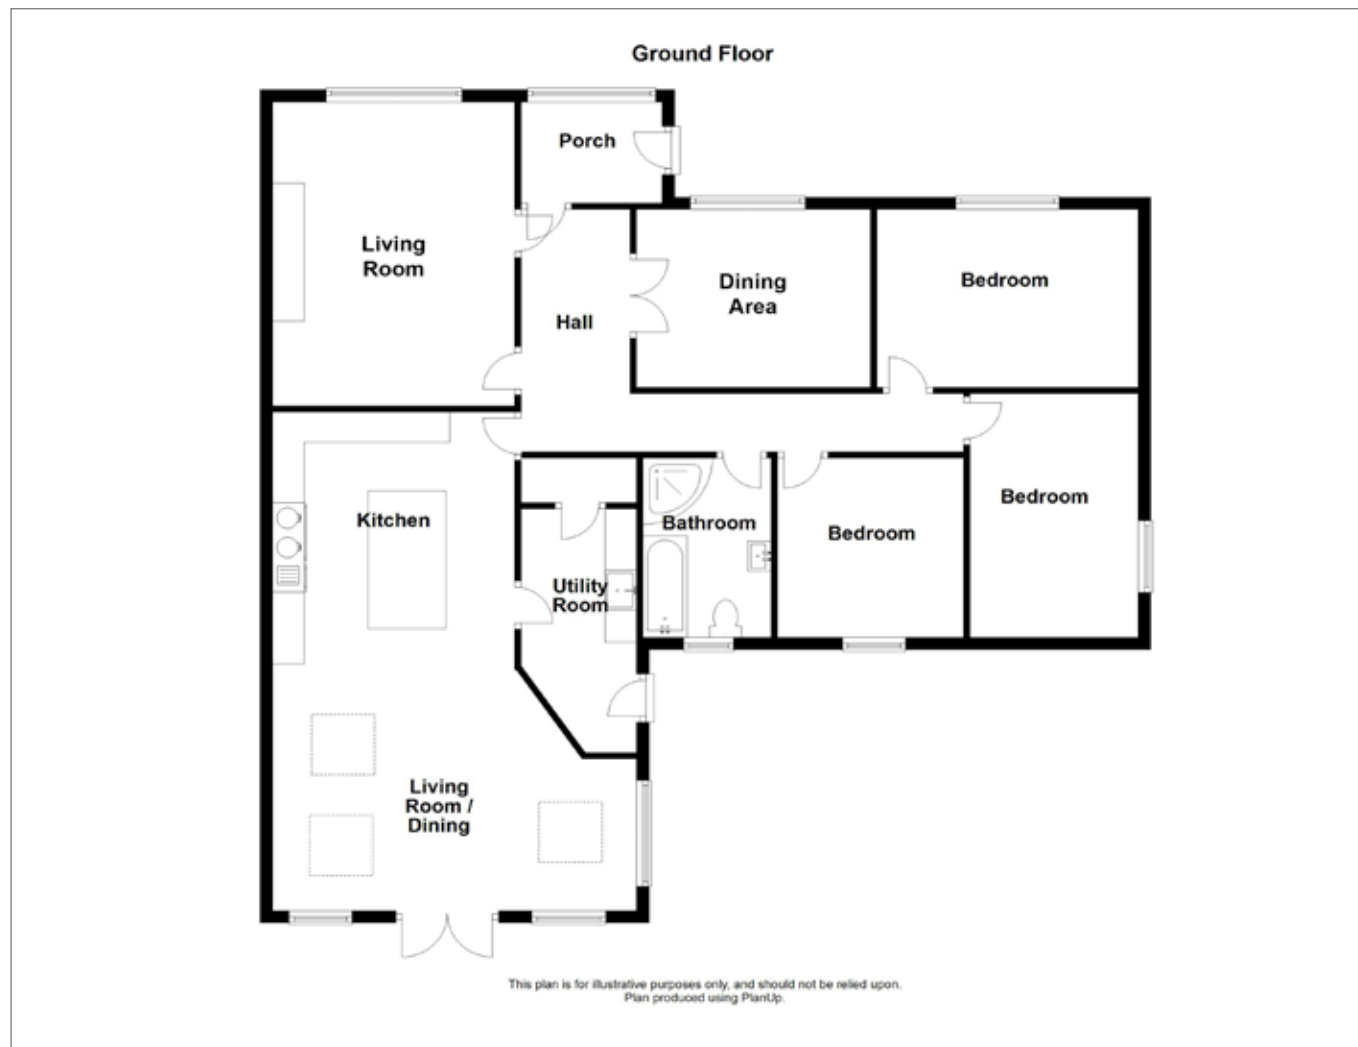 Ground Floor
Porch
Living
Room
Dining
Area
Bedroom
Hall
Kitchen
Bathroom
Bedroom
Bedroom
Utility
Room
Living
Room /
Dining
This plan is for illustrative purposes only, and should not be relied upon.
Plan produced using PlanUp.